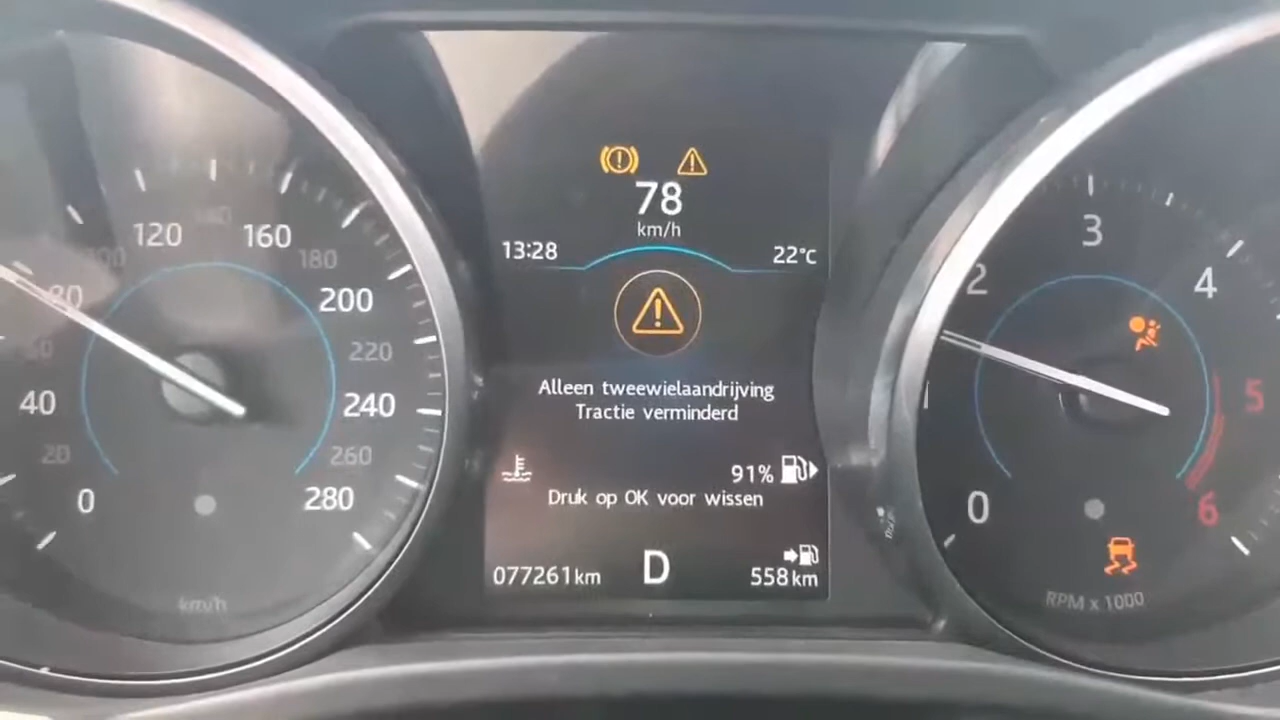 78
km/h
13:28
22°C
Alleen tweewielaandrijving
Tractie verminderd
91%
Druk op OK voor wissen
077261km
D
558km
0
20
40
80
120
160
180
200
220
240
260
280
km/h
0
2
3
4
5
6
RPM x 1000